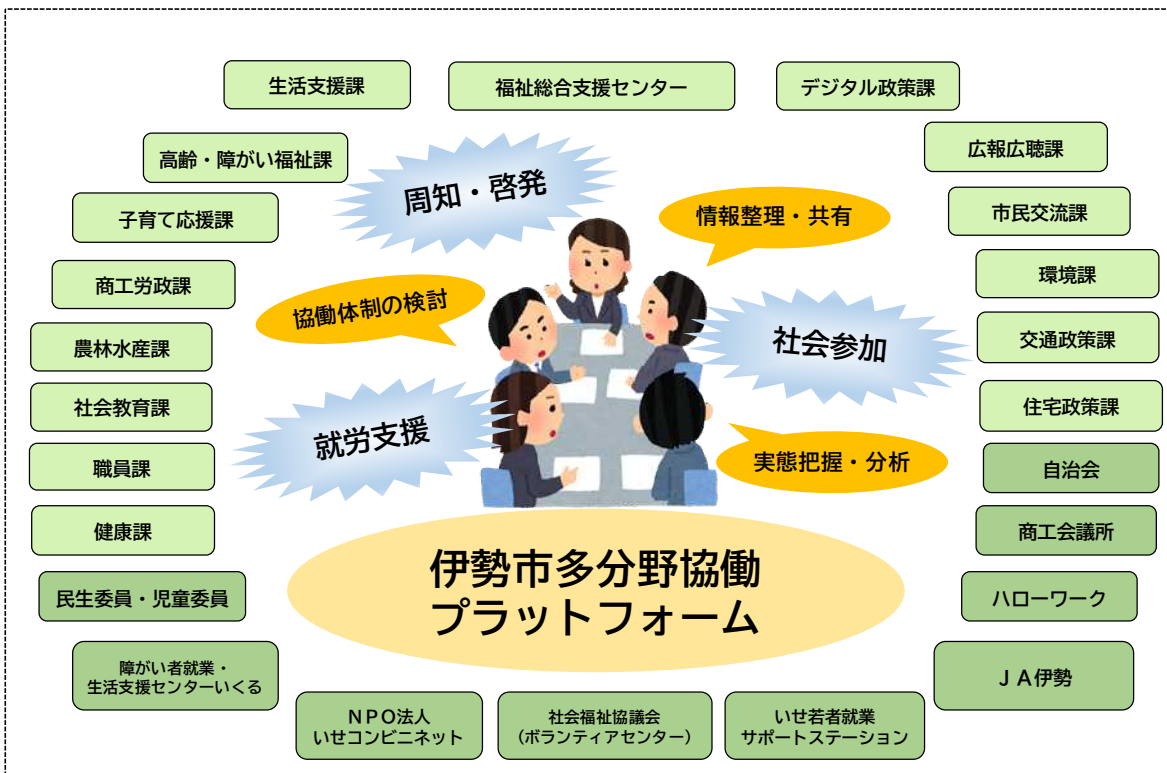 生活支援課
福祉総合支援センター
デジタル政策課
高齢・障がい福祉課
周知・啓発
広報広聴課
子育て応援課
情報整理・共有
市民交流課
商工労政課
協働体制の検討
環境課
農林水産課
社会参加
交通政策課
社会教育課
就労支援
住宅政策課
職員課
実態把握・分析
自治会
健康課
商工会議所
伊勢市多分野協働
プラットフォーム
民生委員・児童委員
ハローワーク
障がい者就業・
生活支援センターいくる
ＪＡ伊勢
ＮＰＯ法人
いせコンビニネット
社会福祉協議会
（ボランティアセンター）
いせ若者就業
サポートステーション